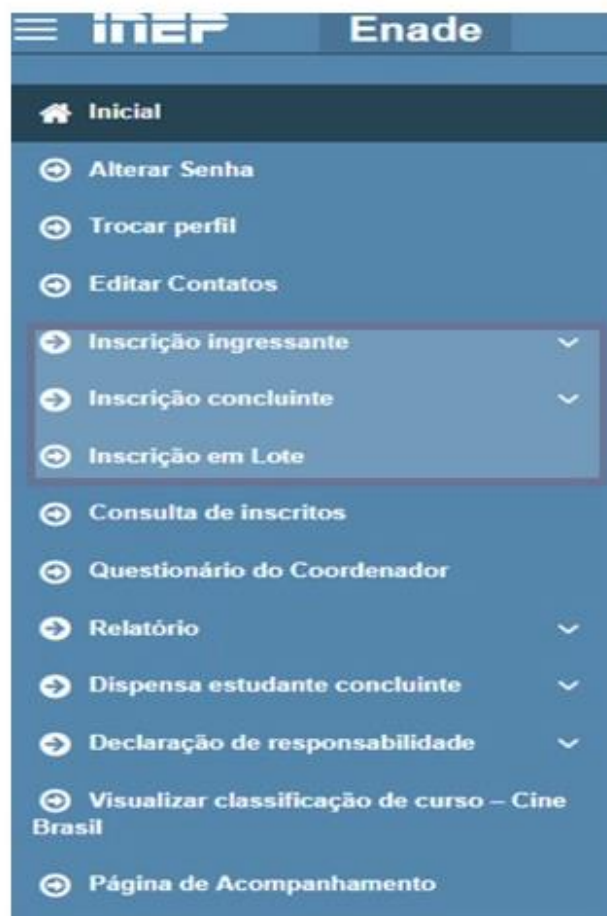 inep Enade
Inicial
Alterar Senha
Trocar perfil
Editar Contatos
Inscrição ingressante
Inscrição concluinte
Inscrição em Lote
Consulta de inscritos
Questionário do Coordenador
Relatório
Dispensa estudante concluinte
Declaração de responsabilidade
Visualizar classificação de curso – Cine
Brasil
Página de Acompanhamento